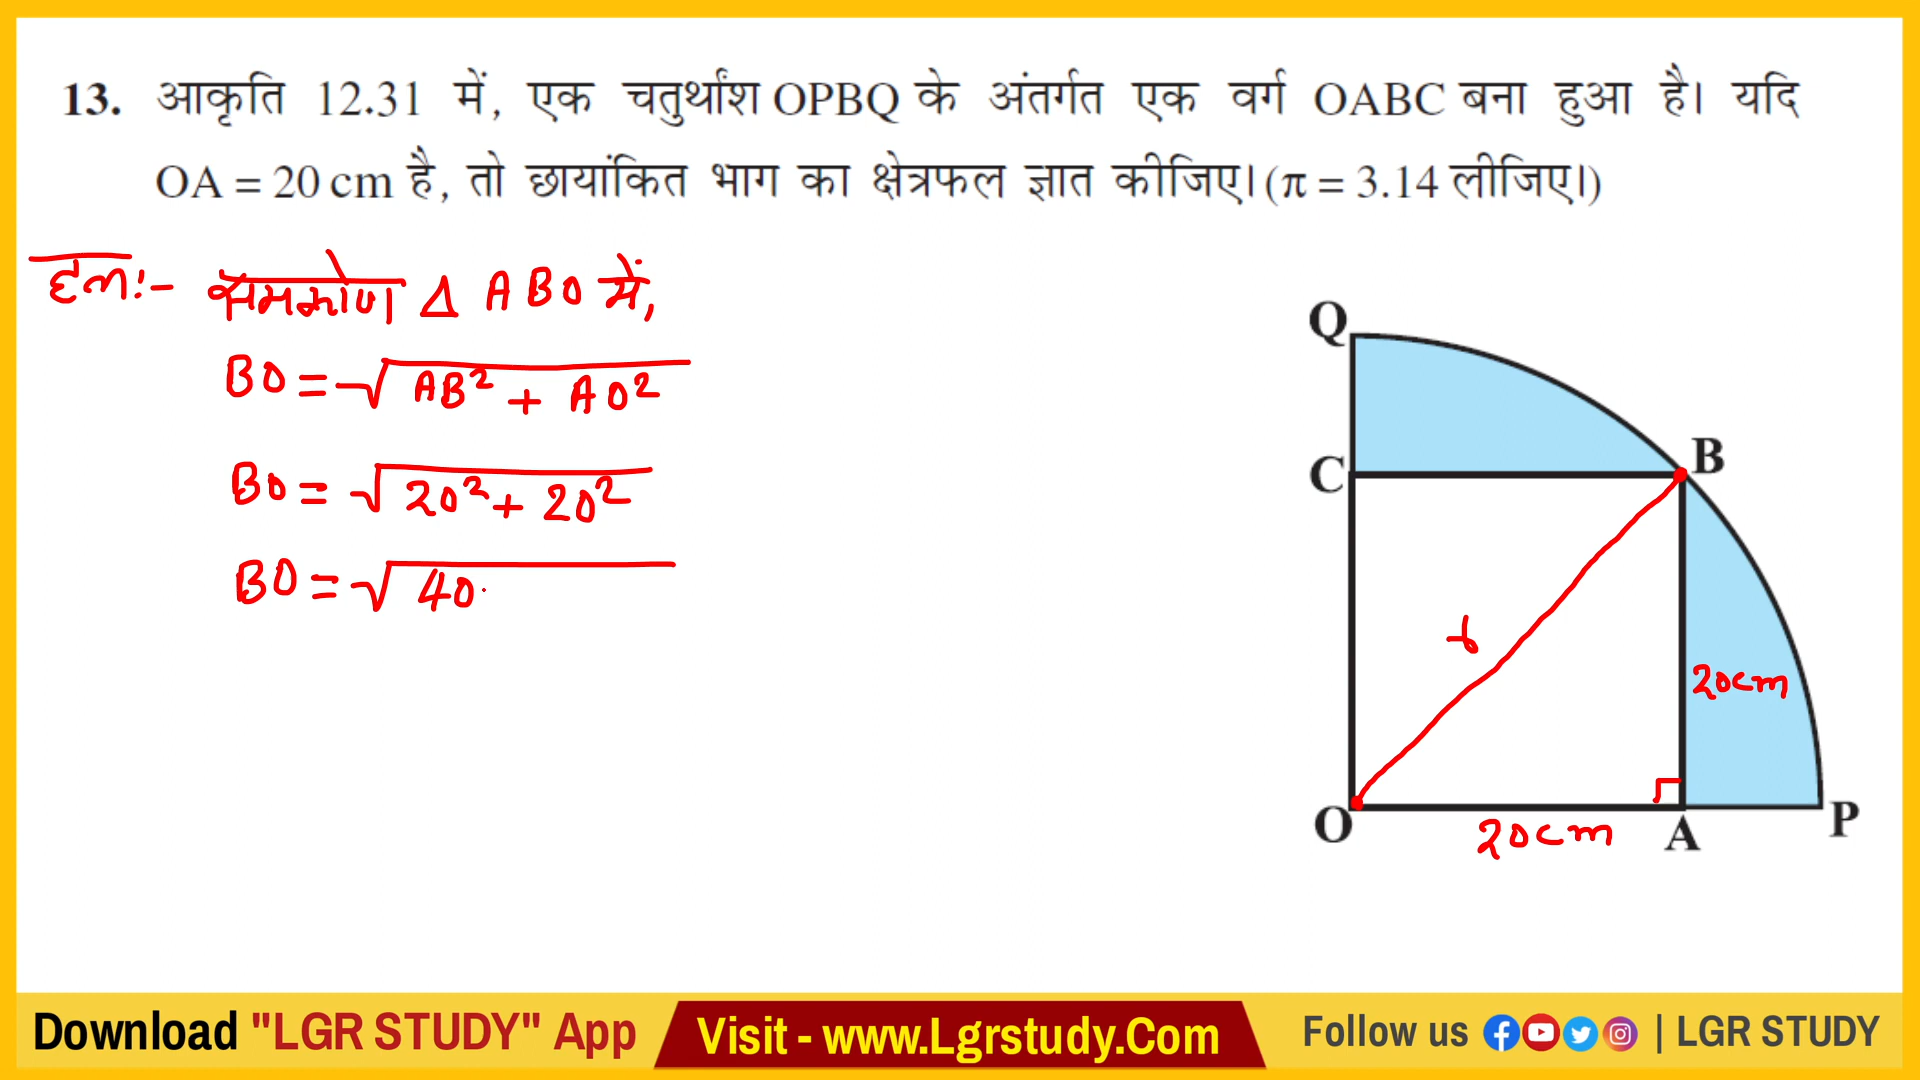 13. आकृति 12.31 में, एक चतुर्थांश OPBQ के अंतर्गत एक वर्ग OABC बना हुआ है। यदि
OA = 20 cm है, तो छायांकित भाग का क्षेत्रफल ज्ञात कीजिए। (π = 3.14 लीजिए।)
हल:- समकोण Δ ABO में,
BO = √AB² + AO²
BO = √20² + 20²
BO = √40
Q
C
B
r
20cm
O
20cm
A
P
Download "LGR STUDY" App
Visit - www.Lgrstudy.Com
Follow us | LGR STUDY